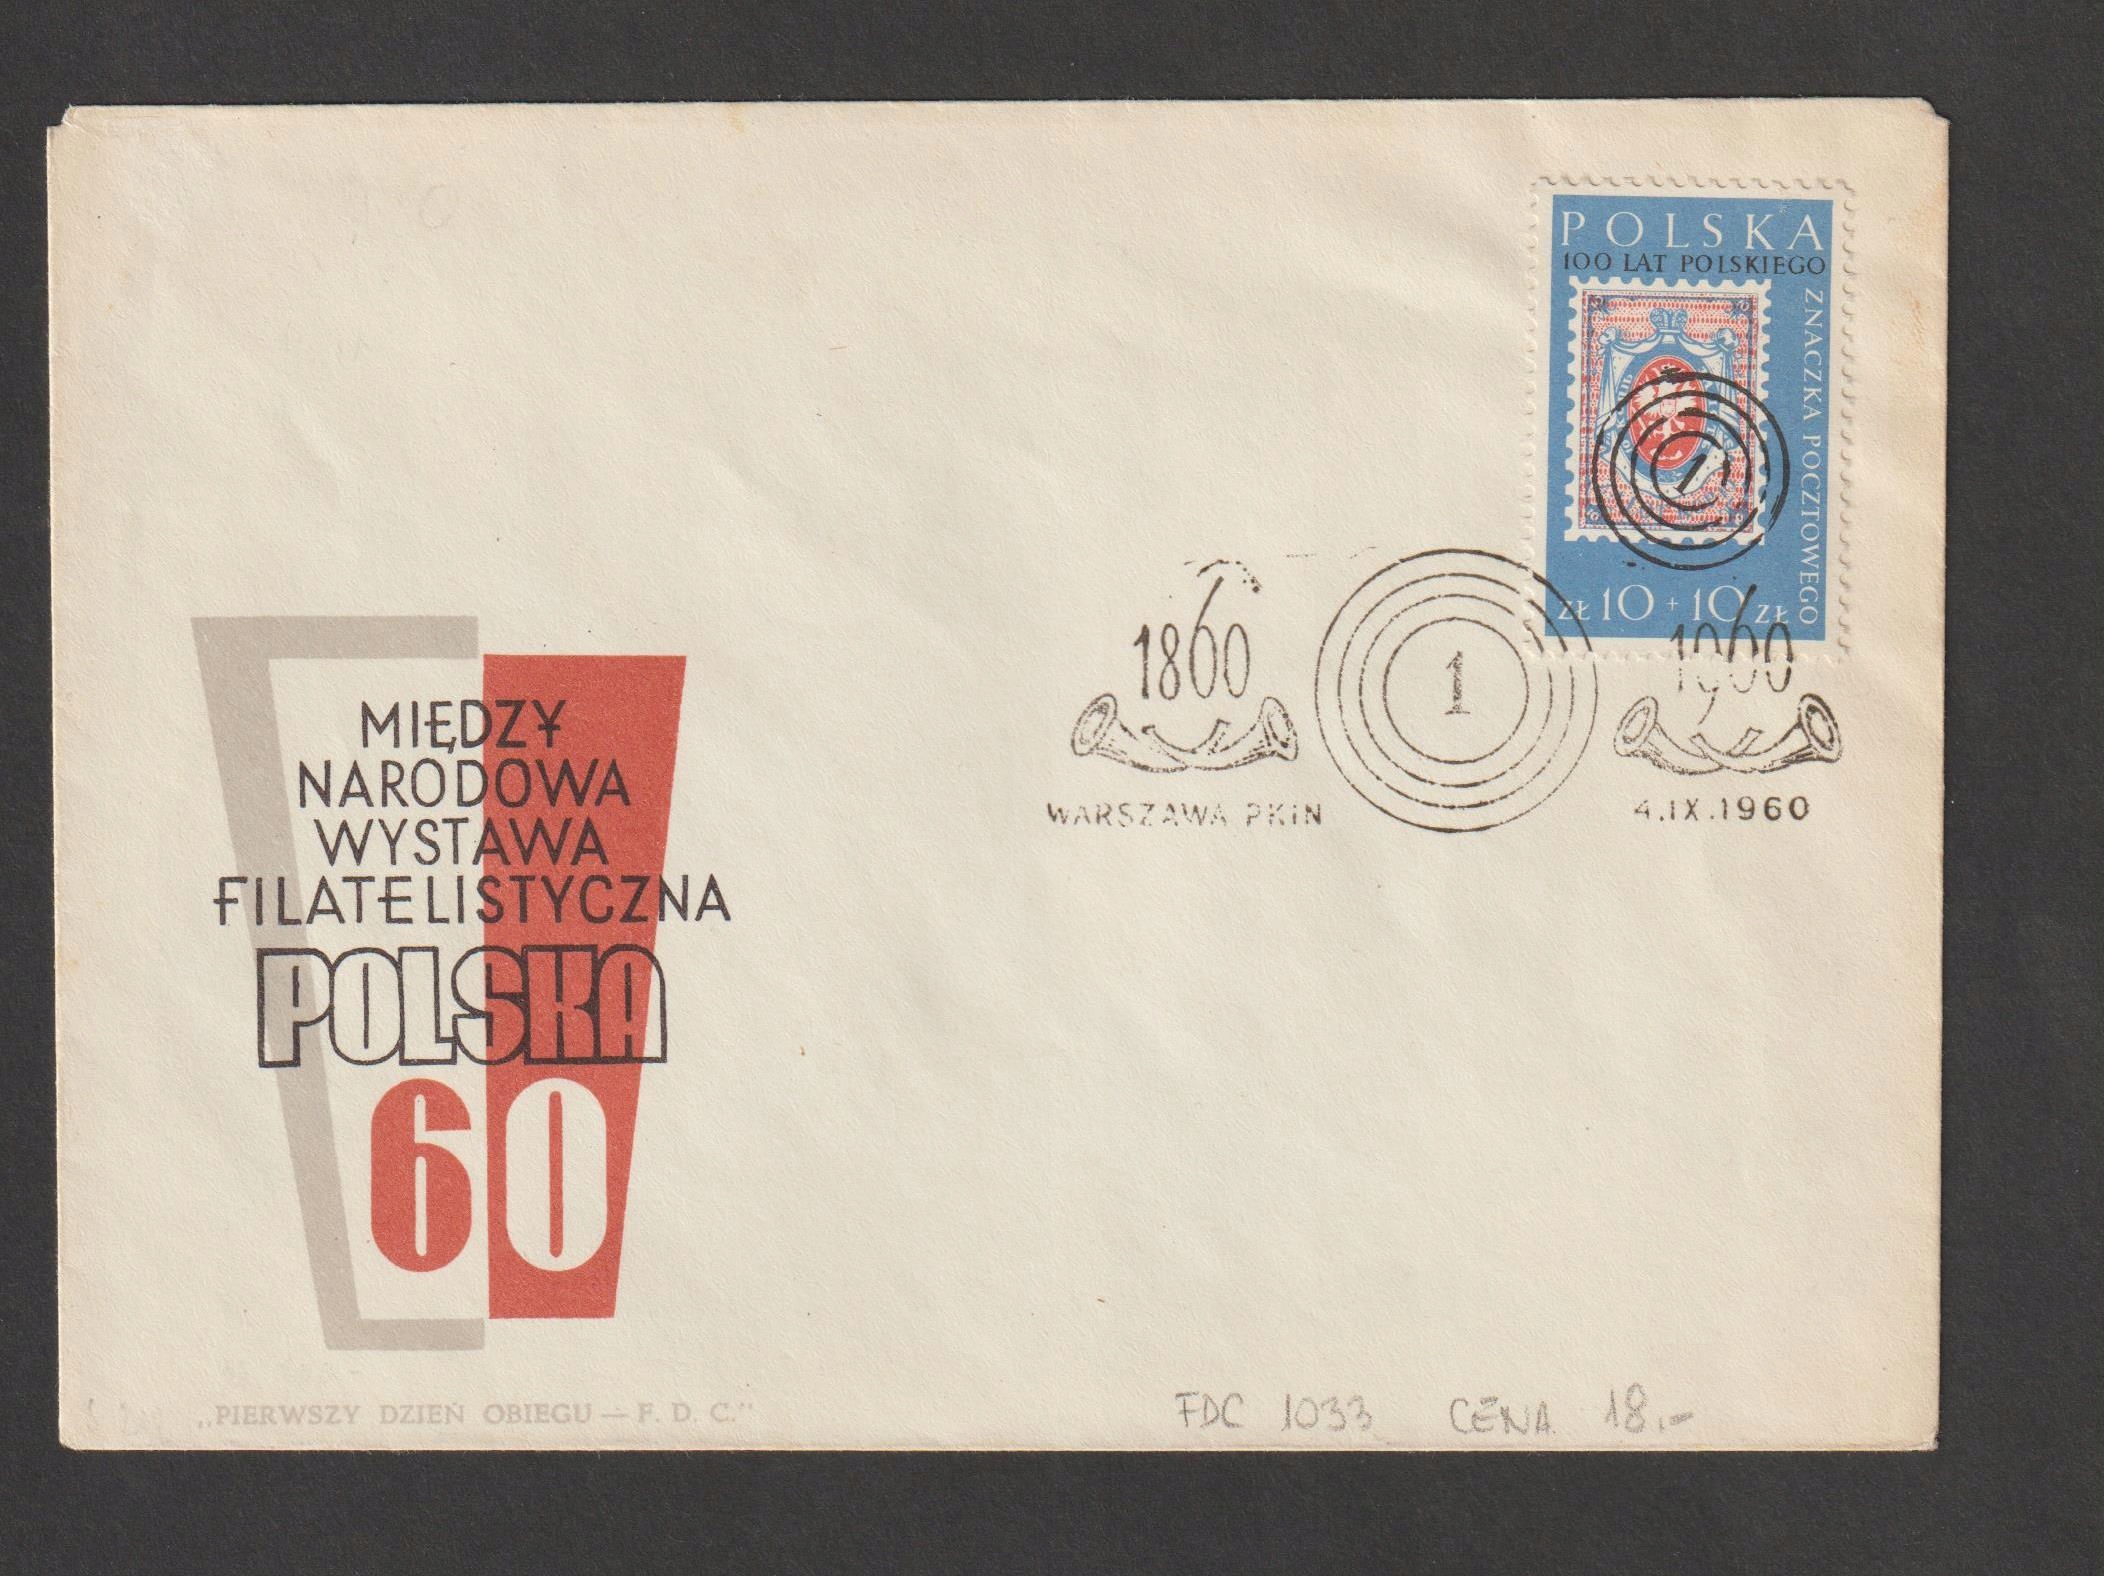 POLSKA
100 LAT POLSKIEGO
ZNACZKA POCZTOWEGO
1
ZŁ 10 + 10 ZŁ
1860
1
1960
WARSZAWA PKIN
4.IX.1960
MIĘDZY
NARODOWA
WYSTAWA
FILATELISTYCZNA
POLSKA
60
„PIERWSZY DZIEŃ OBIEGU — F. D. C."
FDC 1033 CENA 18.-